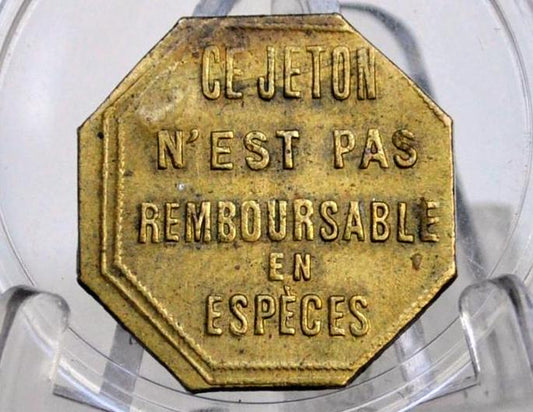 CE JETON
N'EST PAS
REMBOURSABLE
EN
ESPÈCES